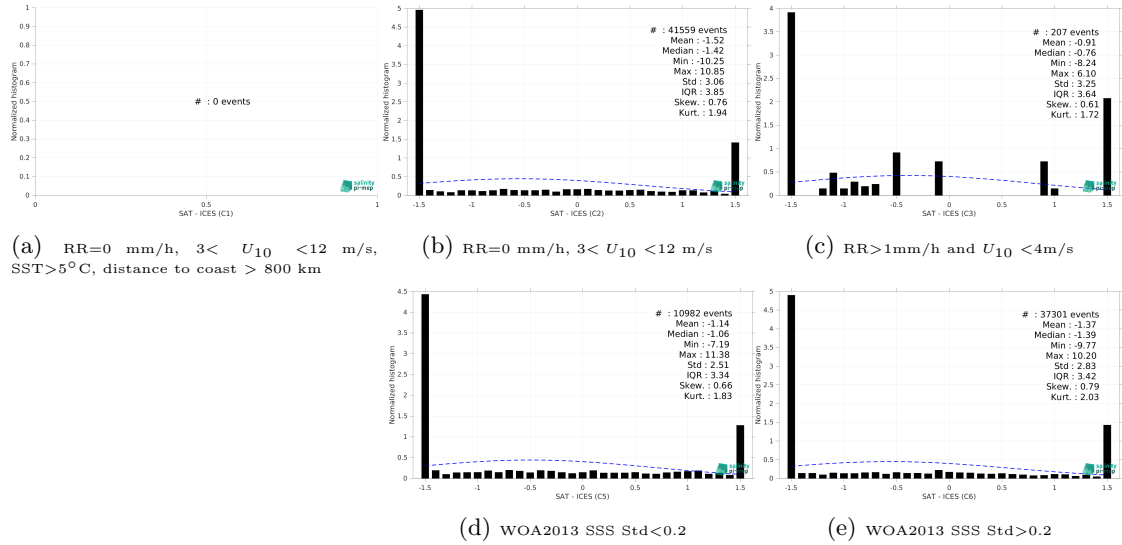 1
0.9
0.8
0.7
0.6
0.5
0.4
0.3
0.2
0.1
0
Normalized histogram
# : 0 events
0 0.5 1
SAT - ICES (C1)
salinity
pi-mep
(a) RR=0 mm/h, 3< U10 <12 m/s,
SST>5°C, distance to coast > 800 km
5
4.5
4
3.5
3
2.5
2
1.5
1
0.5
0
Normalized histogram
# : 41559 events
Mean : -1.52
Median : -1.42
Min : -10.25
Max : 10.85
Std : 3.06
IQR : 3.85
Skew. : 0.76
Kurt. : 1.94
-1.5 -1 -0.5 0 0.5 1 1.5
SAT - ICES (C2)
salinity
pi-mep
(b) RR=0 mm/h, 3< U10 <12 m/s
4
3.5
3
2.5
2
1.5
1
0.5
0
Normalized histogram
# : 207 events
Mean : -0.91
Median : -0.76
Min : -8.24
Max : 6.10
Std : 3.25
IQR : 3.64
Skew. : 0.61
Kurt. : 1.72
-1.5 -1 -0.5 0 0.5 1 1.5
SAT - ICES (C3)
salinity
pi-mep
(c) RR>1mm/h and U10 <4m/s
4.5
4
3.5
3
2.5
2
1.5
1
0.5
0
Normalized histogram
# : 10982 events
Mean : -1.14
Median : -1.06
Min : -7.19
Max : 11.38
Std : 2.51
IQR : 3.34
Skew. : 0.66
Kurt. : 1.83
-1.5 -1 -0.5 0 0.5 1 1.5
SAT - ICES (C5)
salinity
pi-mep
(d) WOA2013 SSS Std<0.2
5
4.5
4
3.5
3
2.5
2
1.5
1
0.5
0
Normalized histogram
# : 37301 events
Mean : -1.37
Median : -1.39
Min : -9.77
Max : 10.20
Std : 2.83
IQR : 3.42
Skew. : 0.79
Kurt. : 2.03
-1.5 -1 -0.5 0 0.5 1 1.5
SAT - ICES (C6)
salinity
pi-mep
(e) WOA2013 SSS Std>0.2